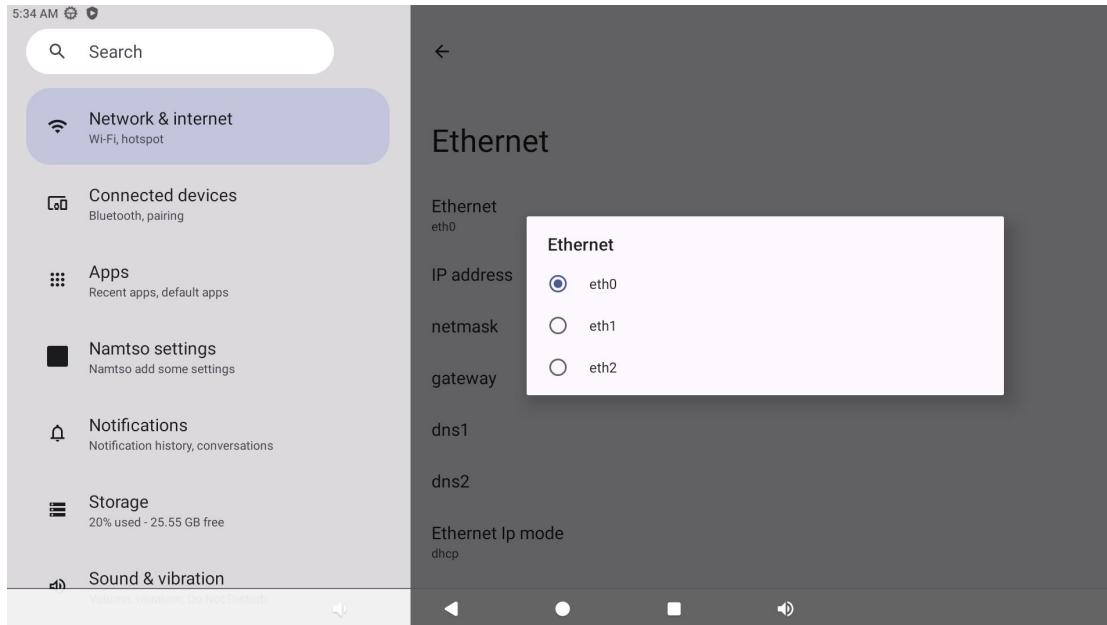 5:34 AM
Search
Network & internet
Wi-Fi, hotspot
Connected devices
Bluetooth, pairing
Apps
Recent apps, default apps
Namtso settings
Namtso add some settings
Notifications
Notification history, conversations
Storage
20% used - 25.55 GB free
Sound & vibration
Ethernet
Ethernet
eth0
IP address
netmask
gateway
dns1
dns2
Ethernet Ip mode
dhcp
Ethernet
eth0
eth1
eth2